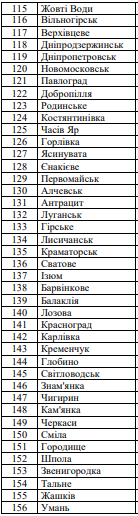 115 Жовті Води
116 Вільногірськ
117 Верхівцеве
118 Дніпродзержинськ
119 Дніпропетровськ
120 Новомосковськ
121 Павлоград
122 Добропілля
123 Родинське
124 Костянтинівка
125 Часів Яр
126 Горлівка
127 Ясинувата
128 Єнакієве
129 Первомайськ
130 Алчевськ
131 Антрацит
132 Луганськ
133 Гірське
134 Лисичанськ
135 Краматорськ
136 Сватове
137 Ізюм
138 Барвінкове
139 Балаклія
140 Лозова
141 Красноград
142 Карлівка
143 Кременчук
144 Глобино
145 Світловодськ
146 Знам'янка
147 Чигирин
148 Кам'янка
149 Черкаси
150 Сміла
151 Городище
152 Шпола
153 Звенигородка
154 Тальне
155 Жашків
156 Умань